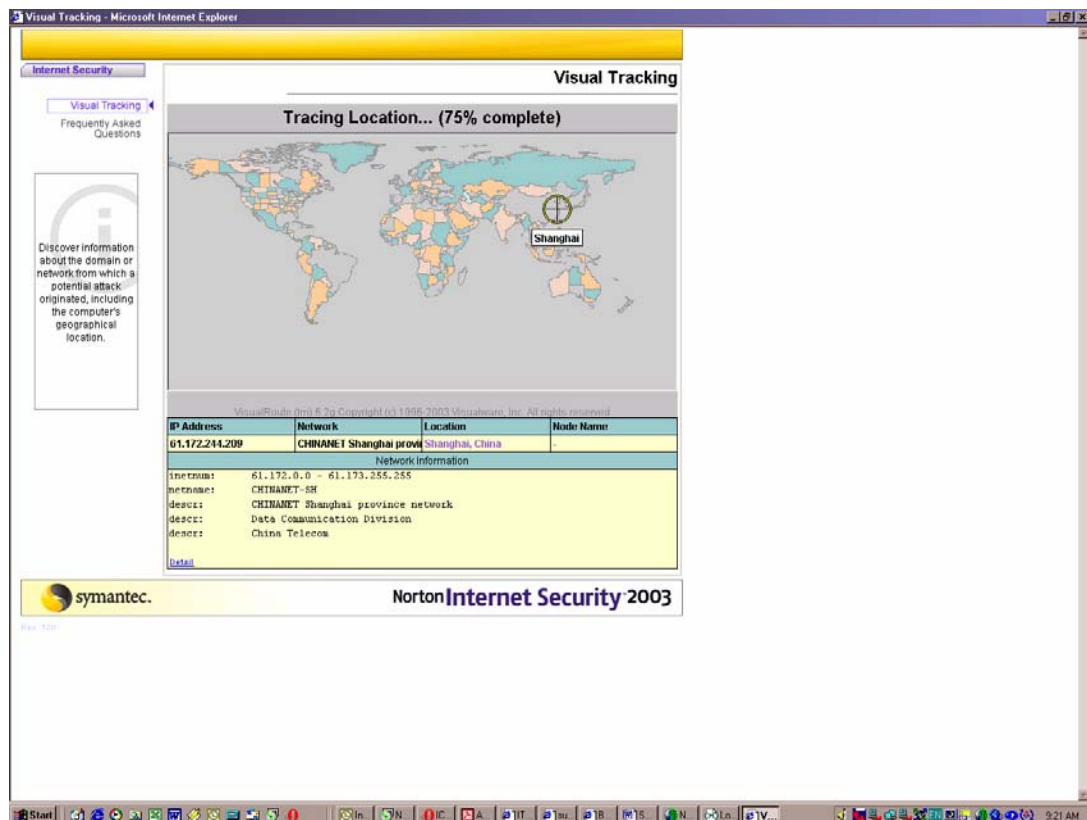 Visual Tracking - Microsoft Internet Explorer
Internet Security
Visual Tracking
Visual Tracking
Frequently Asked
Questions
Discover information
about the domain or
network from which a
potential attack
originated, including
the computer's
geographical
location.
Tracing Location... (75% complete)
Shanghai
VisualRoute (tm) 6.2g Copyright (c) 1996-2003 Visualware, Inc. All rights reserved
IP Address Network Location Node Name
61.172.244.209 CHINANET Shanghai provi Shanghai, China -
Network Information
inetnum: 61.172.0.0 - 61.173.255.255
netname: CHINANET-SH
descr: CHINANET Shanghai province network
descr: Data Communication Division
descr: China Telecom
Detail
symantec.
Norton Internet Security 2003
Start In... N... IC... A... IT... su... B... S... N... Lo... V... 9:21 AM